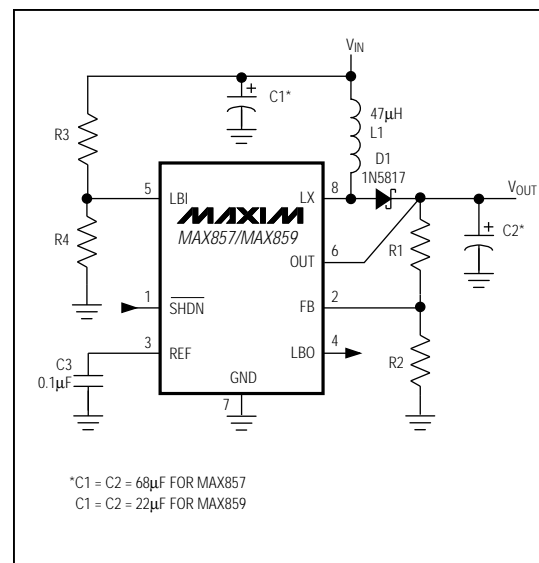 VIN
C1*
+
47µH
L1
R3
D1
1N5817
5
LBI
LX
8
VOUT
MAXIM
MAX857/MAX859
R4
OUT
6
R1
+
C2*
1
SHDN
FB
2
3
REF
LBO
4
C3
0.1µF
R2
GND
7
*C1 = C2 = 68µF FOR MAX857
C1 = C2 = 22µF FOR MAX859